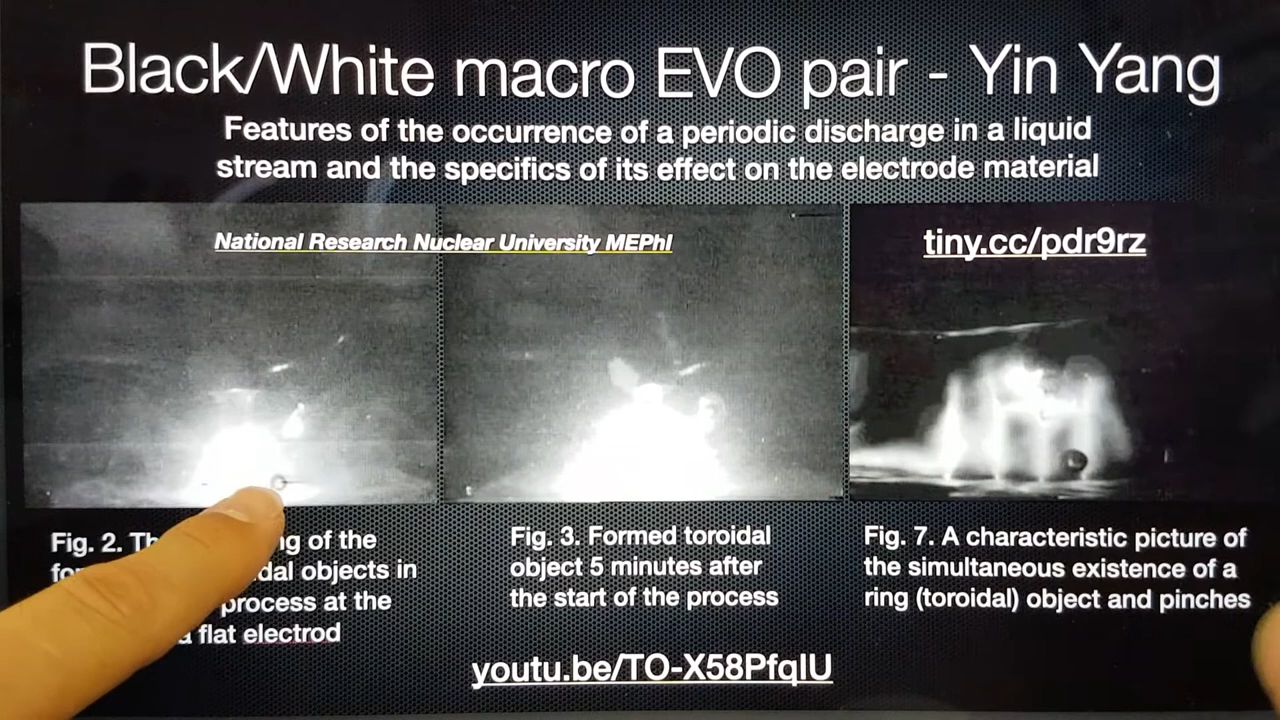 Black/White macro EVO pair - Yin Yang
Features of the occurrence of a periodic discharge in a liquid
stream and the specifics of its effect on the electrode material
National Research Nuclear University MEPhI
tiny.cc/pdr9rz
Fig. 2. of the
objects in
process at the
flat electrod
Fig. 3. Formed toroidal
object 5 minutes after
the start of the process
Fig. 7. A characteristic picture of
the simultaneous existence of a
ring (toroidal) object and pinches
youtu.be/TO-X58PfqIU